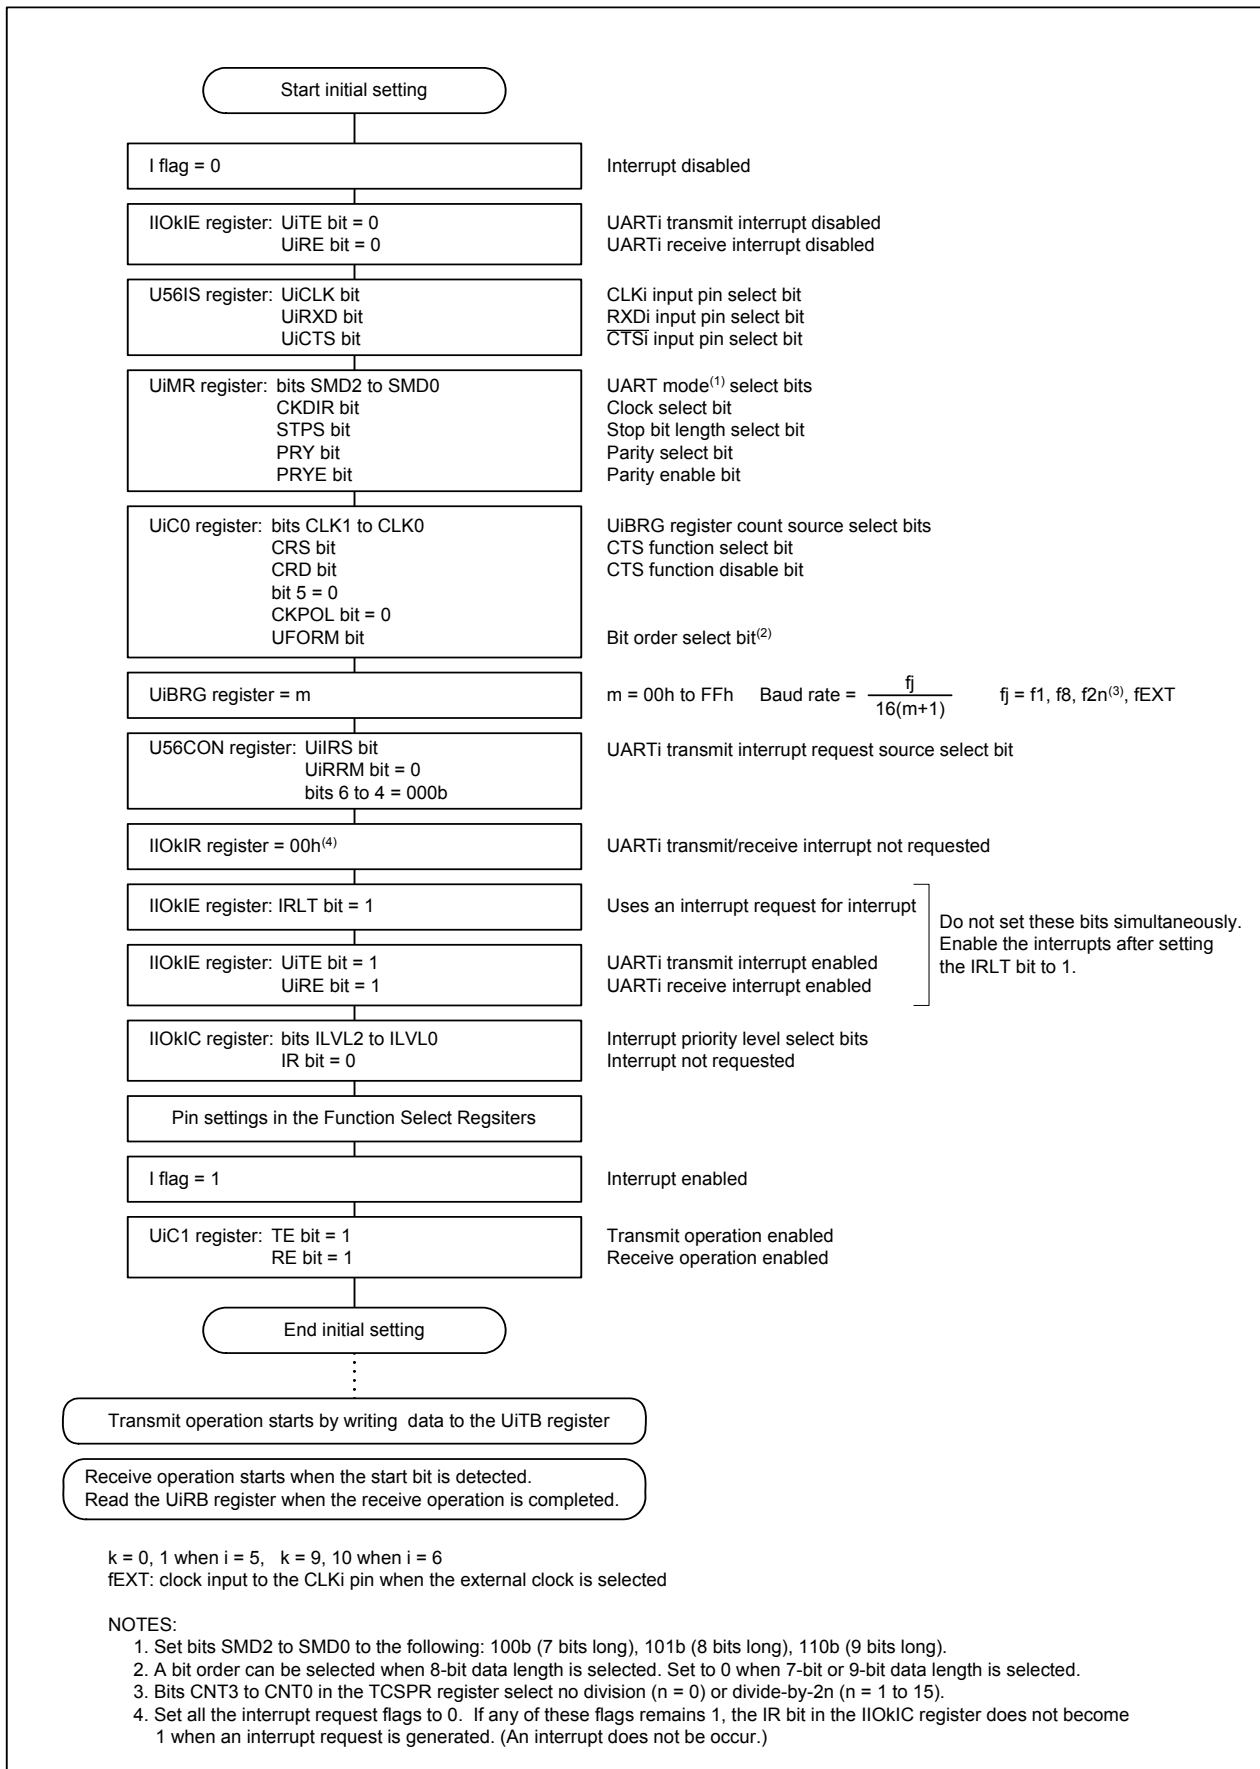 Start initial setting
I flag = 0 Interrupt disabled
IIOkIE register: UiTE bit = 0 UARTi transmit interrupt disabled
UiRE bit = 0 UARTi receive interrupt disabled
U56IS register: UiCLK bit CLKi input pin select bit
UiRXD bit RXDi input pin select bit
UiCTS bit CTSi input pin select bit
UiMR register: bits SMD2 to SMD0 UART mode(1) select bits
CKDIR bit Clock select bit
STPS bit Stop bit length select bit
PRY bit Parity select bit
PRYE bit Parity enable bit
UiC0 register: bits CLK1 to CLK0 UiBRG register count source select bits
CRS bit CTS function select bit
CRD bit CTS function disable bit
bit 5 = 0
CKPOL bit = 0
UFORM bit Bit order select bit(2)
UiBRG register = m m = 00h to FFh Baud rate = fj / 16(m+1) fj = f1, f8, f2n(3), fEXT
U56CON register: UiIRS bit UARTi transmit interrupt request source select bit
UiRRM bit = 0
bits 6 to 4 = 000b
IIOkIR register = 00h(4) UARTi transmit/receive interrupt not requested
IIOkIE register: IRLT bit = 1 Uses an interrupt request for interrupt
Do not set these bits simultaneously.
Enable the interrupts after setting
the IRLT bit to 1.
IIOkIE register: UiTE bit = 1 UARTi transmit interrupt enabled
UiRE bit = 1 UARTi receive interrupt enabled
IIOkIC register: bits ILVL2 to ILVL0 Interrupt priority level select bits
IR bit = 0 Interrupt not requested
Pin settings in the Function Select Regsiters
I flag = 1 Interrupt enabled
UiC1 register: TE bit = 1 Transmit operation enabled
RE bit = 1 Receive operation enabled
End initial setting
Transmit operation starts by writing data to the UiTB register
Receive operation starts when the start bit is detected.
Read the UiRB register when the receive operation is completed.
k = 0, 1 when i = 5, k = 9, 10 when i = 6
fEXT: clock input to the CLKi pin when the external clock is selected
NOTES:
1. Set bits SMD2 to SMD0 to the following: 100b (7 bits long), 101b (8 bits long), 110b (9 bits long).
2. A bit order can be selected when 8-bit data length is selected. Set to 0 when 7-bit or 9-bit data length is selected.
3. Bits CNT3 to CNT0 in the TCSPR register select no division (n = 0) or divide-by-2n (n = 1 to 15).
4. Set all the interrupt request flags to 0. If any of these flags remains 1, the IR bit in the IIOkIC register does not become
1 when an interrupt request is generated. (An interrupt does not be occur.)